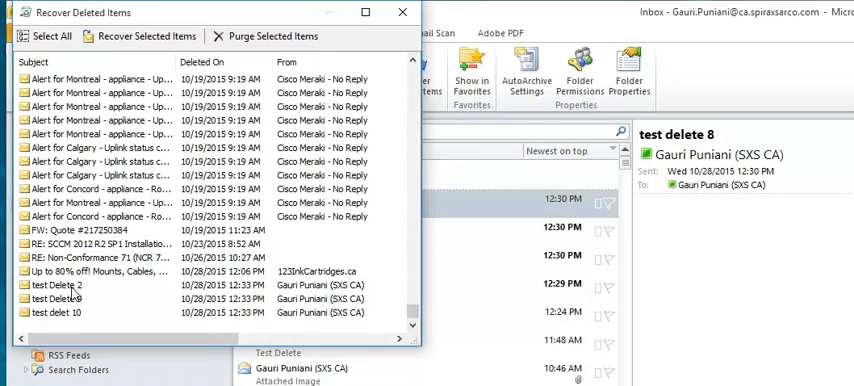 Recover Deleted Items
Inbox - Gauri.Puniani@ca.spiraxsarco.com - Micro
Select All Recover Selected Items Purge Selected Items
Scan Adobe PDF
Subject Deleted On From
Alert for Montreal - appliance - Up... 10/19/2015 9:19 AM Cisco Meraki - No Reply
Alert for Montreal - appliance - Up... 10/19/2015 9:19 AM Cisco Meraki - No Reply
Alert for Montreal - appliance - Up... 10/19/2015 9:19 AM Cisco Meraki - No Reply
Alert for Montreal - appliance - Up... 10/19/2015 9:19 AM Cisco Meraki - No Reply
Alert for Montreal - appliance - Up... 10/19/2015 9:19 AM Cisco Meraki - No Reply
Alert for Calgary - Uplink status c... 10/19/2015 9:19 AM Cisco Meraki - No Reply
Alert for Calgary - Uplink status c... 10/19/2015 9:19 AM Cisco Meraki - No Reply
Alert for Calgary - Uplink status c... 10/19/2015 9:19 AM Cisco Meraki - No Reply
Alert for Concord - appliance - Ro... 10/19/2015 9:19 AM Cisco Meraki - No Reply
Alert for Montreal - appliance - Up... 10/19/2015 9:19 AM Cisco Meraki - No Reply
Alert for Concord - appliance - Ro... 10/19/2015 9:19 AM Cisco Meraki - No Reply
FW: Quote #217250384 10/19/2015 11:23 AM
RE: SCCM 2012 R2 SP1 Installatio... 10/23/2015 8:52 AM
RE: Non-Conformance 71 (NCR 7... 10/26/2015 10:27 AM
Up to 80% off! Mounts, Cables, ... 10/28/2015 12:06 PM 123InkCartridges.ca
test Delete 2 10/28/2015 12:33 PM Gauri Puniani (SXS CA)
test Delete 9 10/28/2015 12:33 PM Gauri Puniani (SXS CA)
test delet 10 10/28/2015 12:33 PM Gauri Puniani (SXS CA)
Show in Favorites
AutoArchive Settings
Folder Permissions
Folder Properties
Favorites
Properties
Newest on top
12:30 PM
12:30 PM
12:30 PM
12:29 PM
12:24 PM
11:48 AM
10:46 AM
test delete 8
Gauri Puniani (SXS CA)
Sent: Wed 10/28/2015 12:30 PM
To: Gauri Puniani (SXS CA)
RSS Feeds
Search Folders
Test Delete
Gauri Puniani (SXS CA)
Attached Image